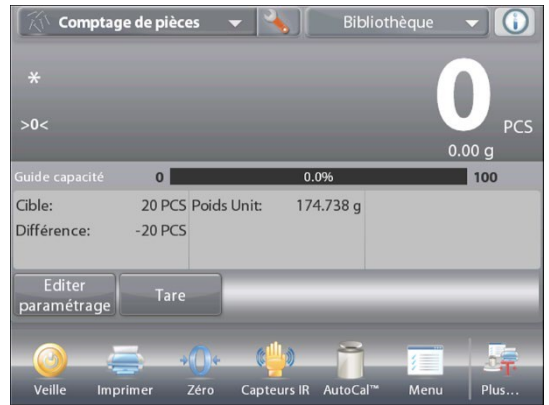 Comptage de pièces Bibliothèque
*
0
>0< PCS
0.00 g
Guide capacité 0 0.0% 100
Cible: 20 PCS Poids Unit: 174.738 g
Différence: -20 PCS
Editer
paramétrage
Tare
Veille Imprimer Zéro Capteurs IR AutoCal™ Menu Plus...